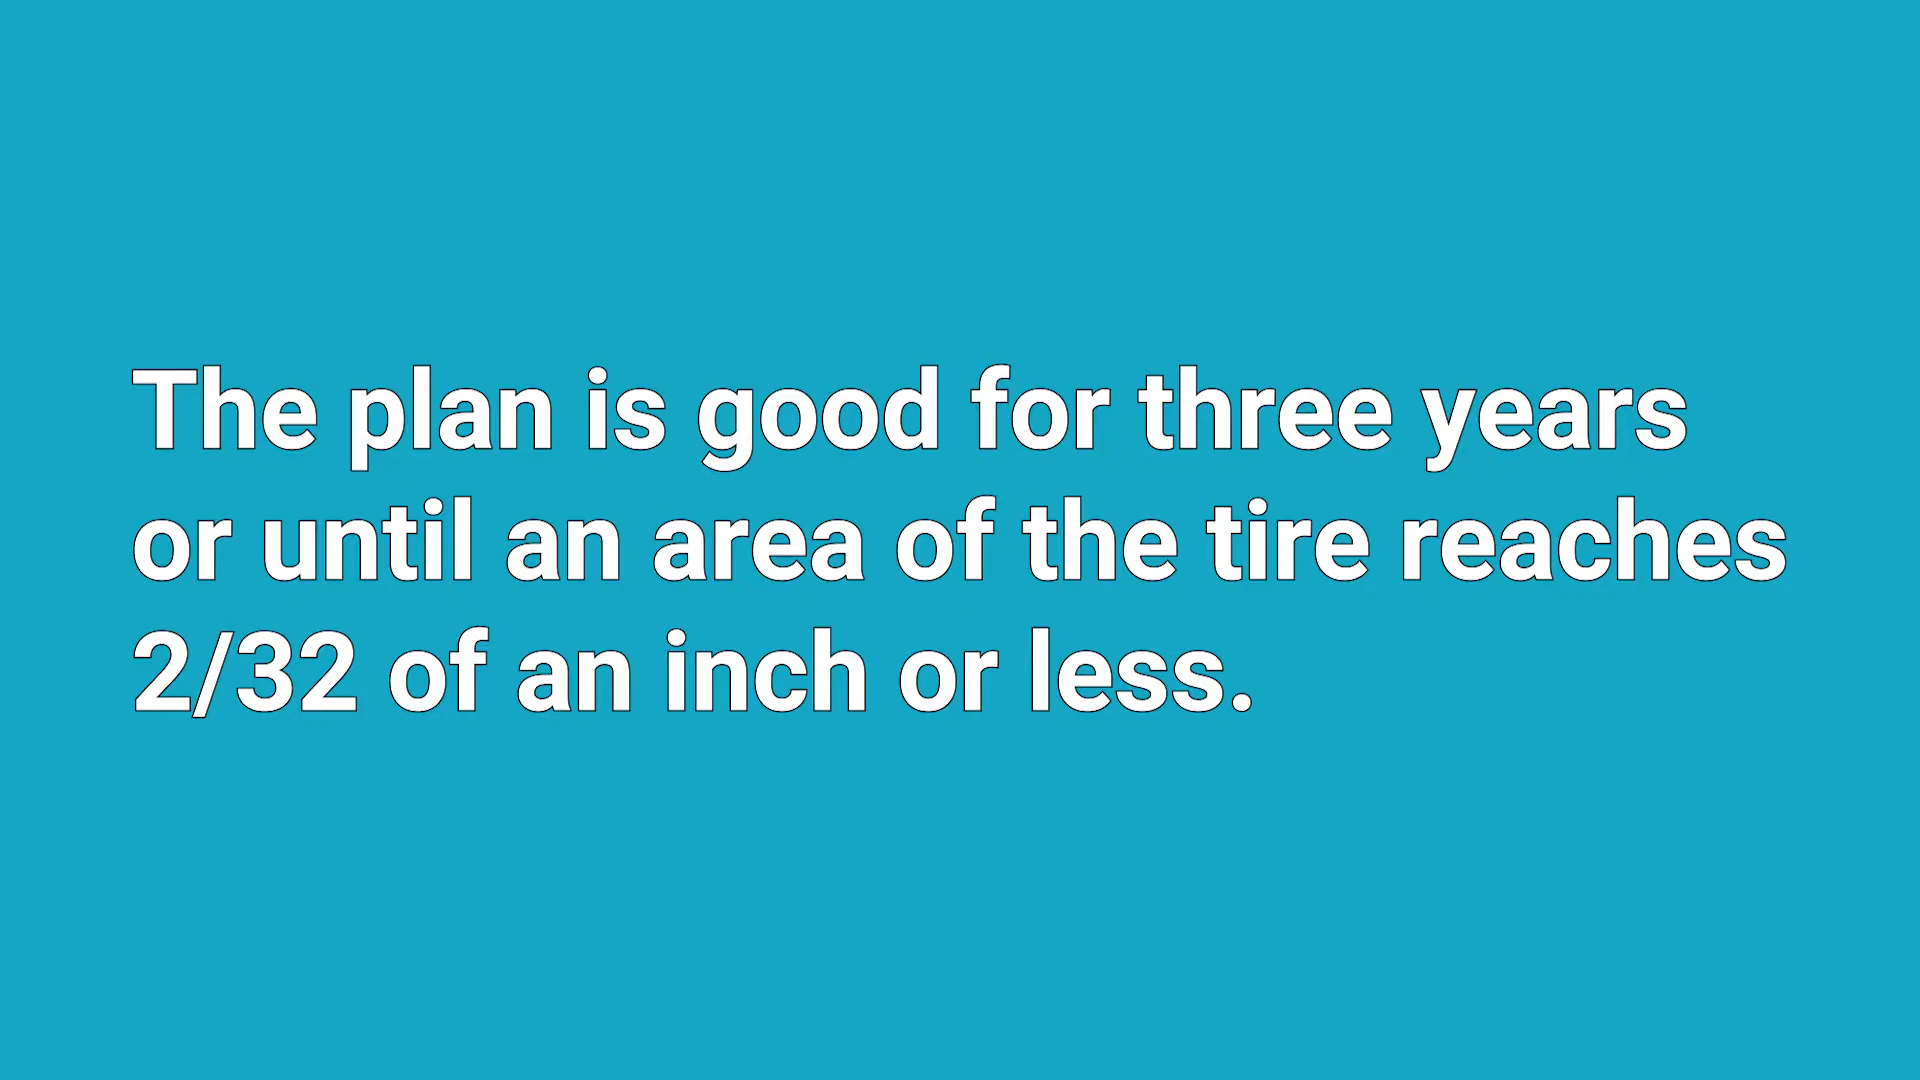 The plan is good for three years
or until an area of the tire reaches
2/32 of an inch or less.